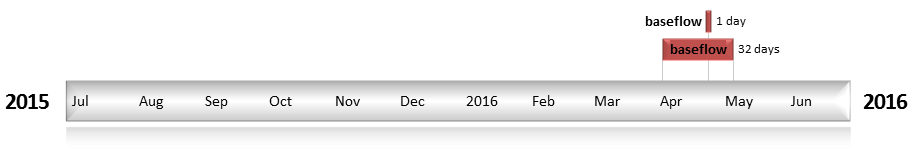 baseflow 1 day
baseflow 32 days
2015 Jul Aug Sep Oct Nov Dec 2016 Feb Mar Apr May Jun 2016